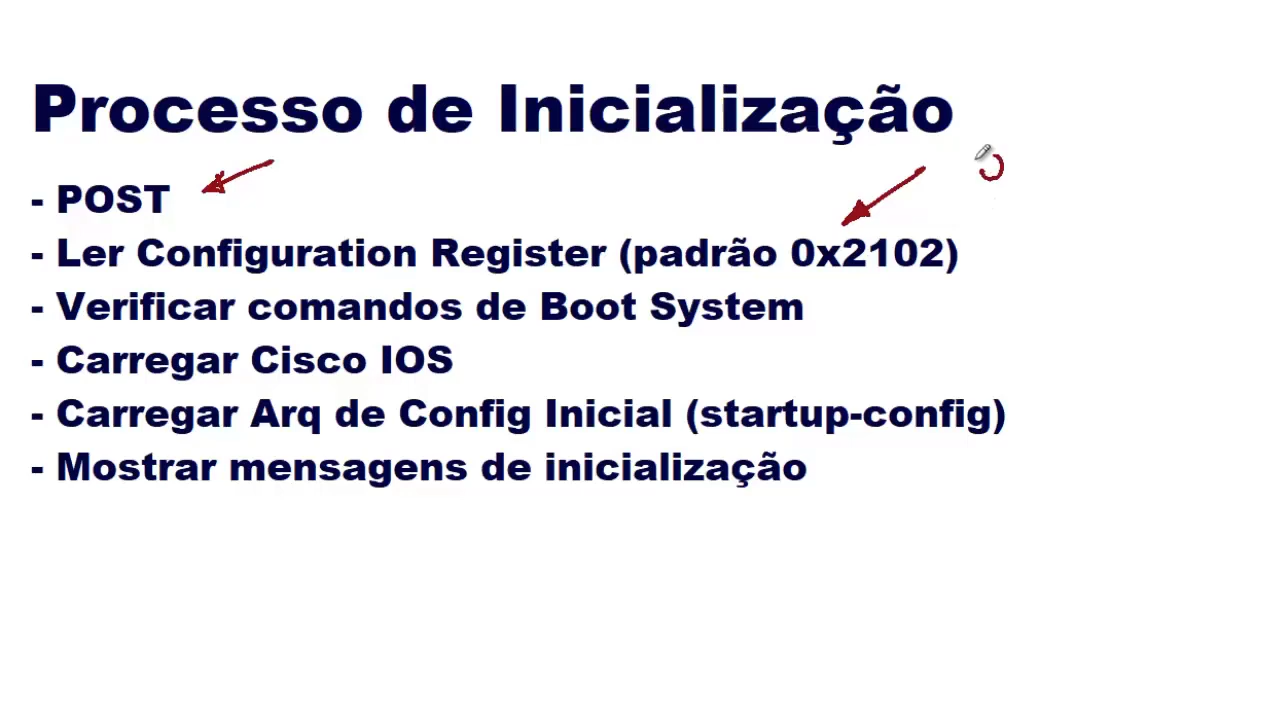 Processo de Inicialização
- POST
- Ler Configuration Register (padrão 0x2102)
- Verificar comandos de Boot System
- Carregar Cisco IOS
- Carregar Arq de Config Inicial (startup-config)
- Mostrar mensagens de inicialização